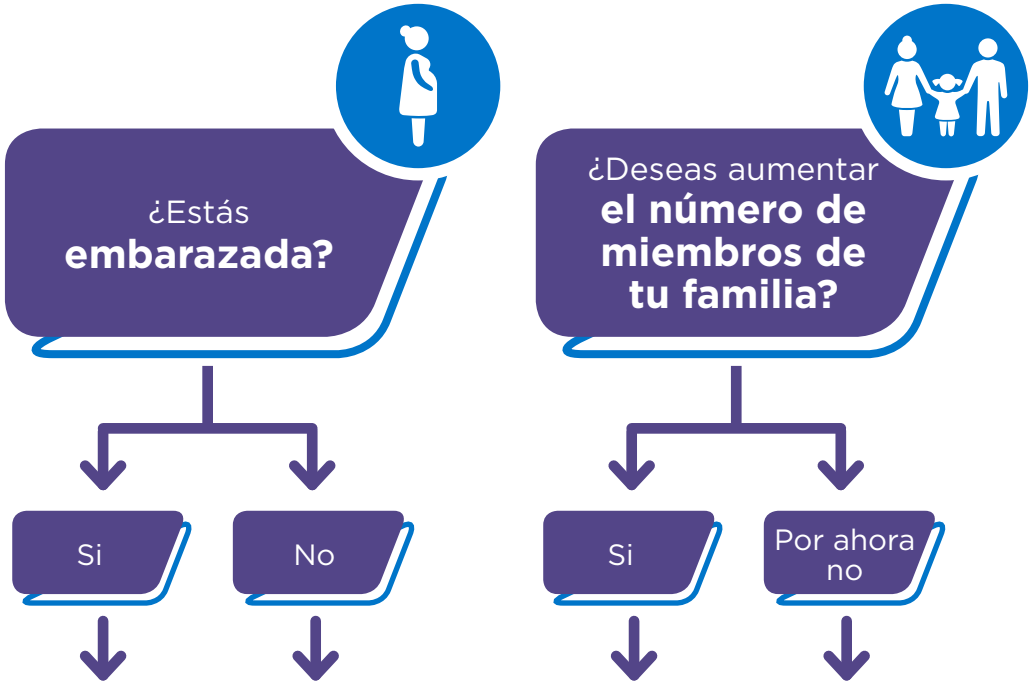 ¿Estás
embarazada?
Si
No
¿Deseas aumentar
el número de
miembros de
tu familia?
Si
Por ahora
no